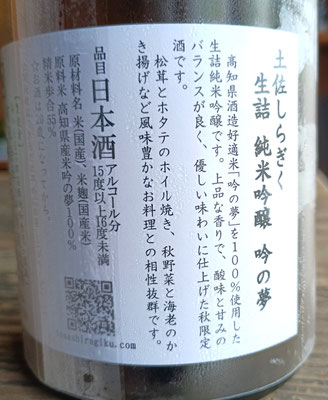 土佐しらぎく
生詰 純米吟醸 吟の夢
高知県酒造好適米「吟の夢」を100%使用した
生詰純米吟醸です。上品な香りで、酸味と甘みの
バランスが良く、優しい味わいに仕上げた秋限定
酒です。
松茸とホタテのホイル焼き、秋野菜と海老のか
き揚げなど風味豊かなお料理との相性抜群です。
品目 日本酒 アルコール分
15度以上16度未満
原材料名 米(国産)、米麹(国産米)
原料米 高知県産米吟の夢100%
精米歩合55%
tosashiragiku.com